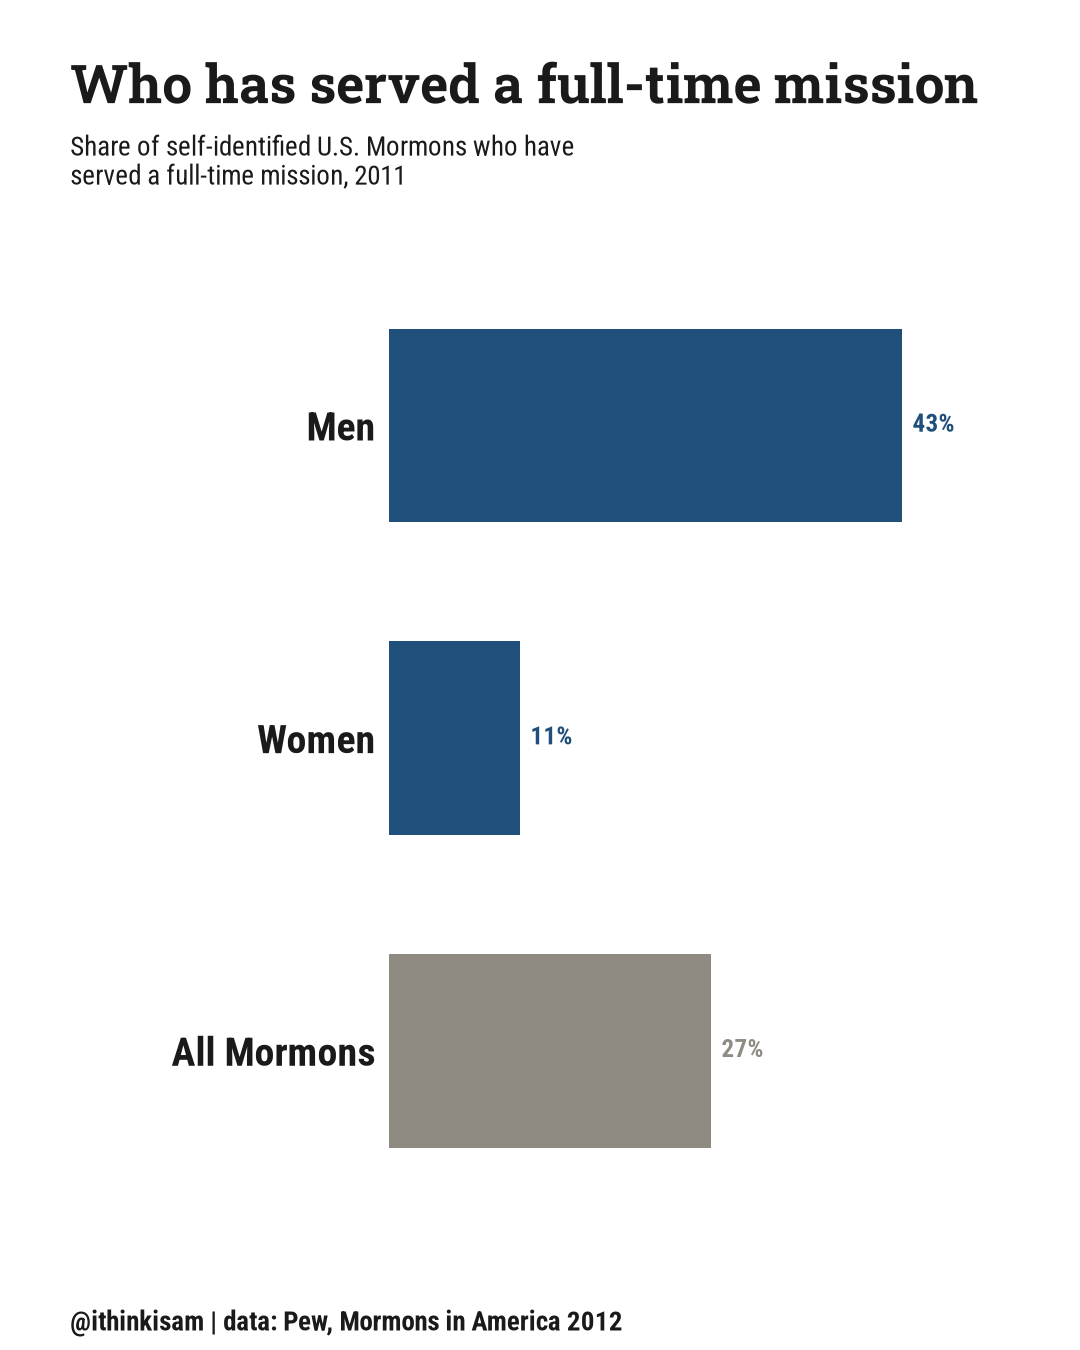 Who has served a full-time mission
Share of self-identified U.S. Mormons who have
served a full-time mission, 2011
Men
43%
Women
11%
All Mormons
27%
@ithinkisam | data: Pew, Mormons in America 2012